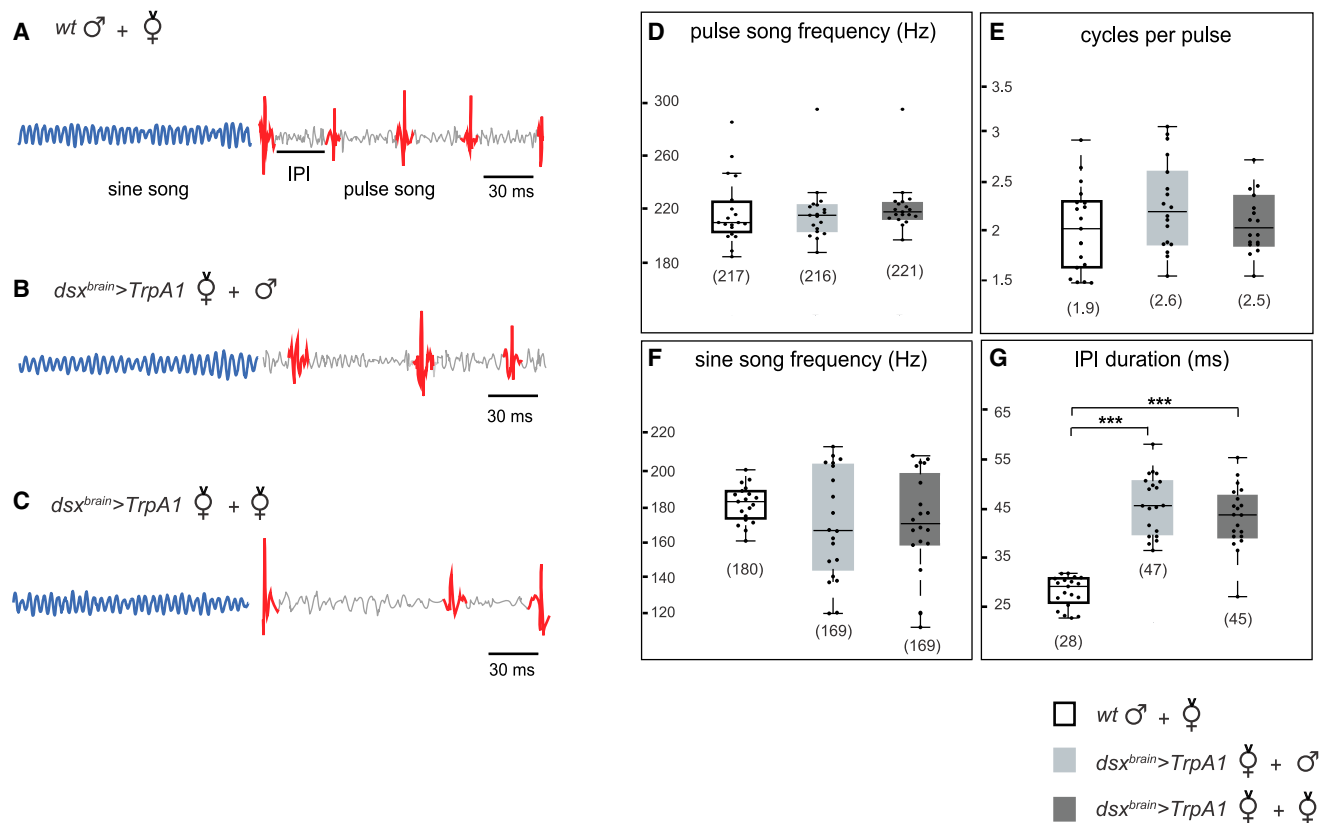 A wt ♂ + ⚥
IPI
sine song pulse song
30 ms
B dsxbrain>TrpA1 + ♂
30 ms
C dsxbrain>TrpA1 +
30 ms
D pulse song frequency (Hz)
300
260
220
180
(217) (216) (221)
E cycles per pulse
3.5
3
2.5
2
1.5
(1.9) (2.6) (2.5)
F sine song frequency (Hz)
220
200
180
160
140
120
(180) (169) (169)
G IPI duration (ms)
65
55
45
35
25
***
***
(28) (47) (45)
wt ♂ +
dsxbrain>TrpA1 + ♂
dsxbrain>TrpA1 +